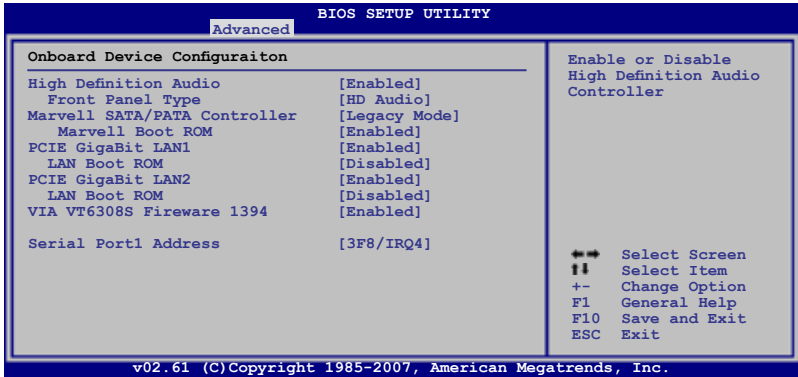 BIOS SETUP UTILITY
Advanced
Onboard Device Configuraiton
High Definition Audio [Enabled]
Front Panel Type [HD Audio]
Marvell SATA/PATA Controller [Legacy Mode]
Marvell Boot ROM [Enabled]
PCIE GigaBit LAN1 [Enabled]
LAN Boot ROM [Disabled]
PCIE GigaBit LAN2 [Enabled]
LAN Boot ROM [Disabled]
VIA VT6308S Fireware 1394 [Enabled]
Serial Port1 Address [3F8/IRQ4]
Enable or Disable
High Definition Audio
Controller
←→ Select Screen
↑↓ Select Item
+- Change Option
F1 General Help
F10 Save and Exit
ESC Exit
v02.61 (C)Copyright 1985-2007, American Megatrends, Inc.